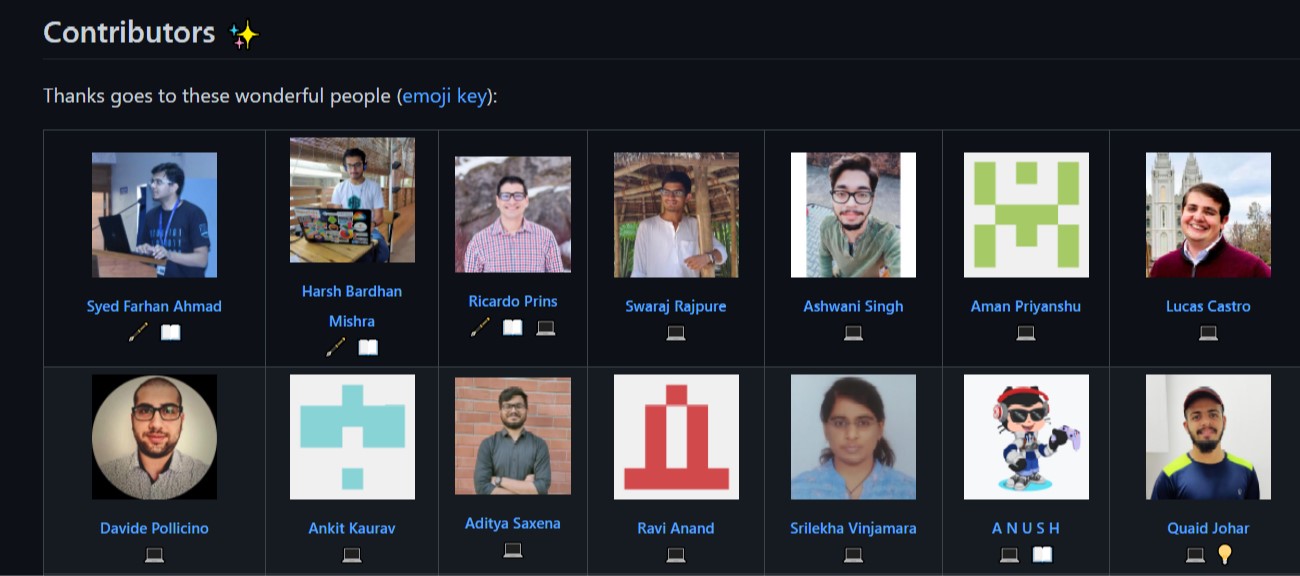 Contributors ✨
Thanks goes to these wonderful people (emoji key):
Syed Farhan Ahmad
Harsh Bardhan
Mishra
Ricardo Prins
Swaraj Rajpure
Ashwani Singh
Aman Priyanshu
Lucas Castro
Davide Pollicino
Ankit Kaurav
Aditya Saxena
Ravi Anand
Srilekha Vinjamara
A N U S H
Quaid Johar